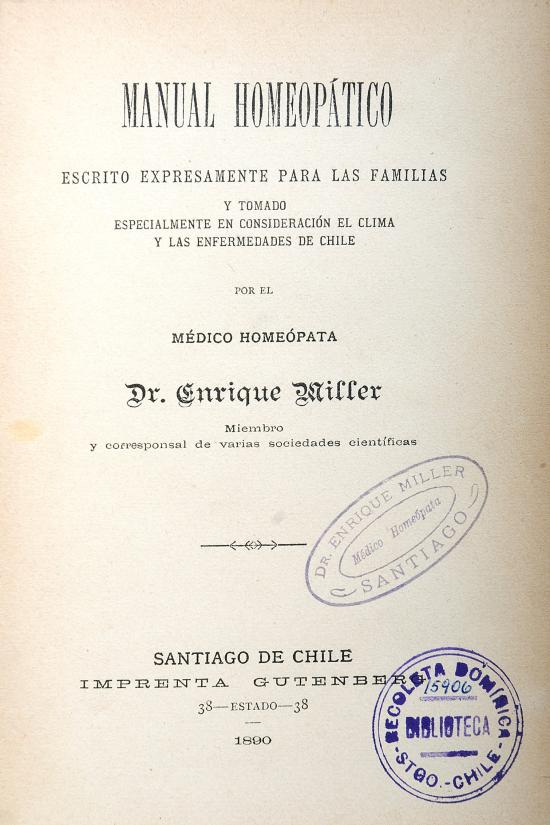 MANUAL HOMEOPÁTICO
ESCRITO EXPRESAMENTE PARA LAS FAMILIAS
Y TOMADO
ESPECIALMENTE EN CONSIDERACIÓN EL CLIMA
Y LAS ENFERMEDADES DE CHILE
POR EL
MÉDICO HOMEÓPATA
Dr. Enrique Miller
Miembro
y corresponsal de varias sociedades científicas
DR. ENRIQUE MILLER
Médico Homeópata
SANTIAGO
SANTIAGO DE CHILE
IMPRENTA GUTENBERG
38—ESTADO—38
1890
RECOLETA DOMÍNICA
15906
BIBLIOTECA
-STGO.-CHILE-